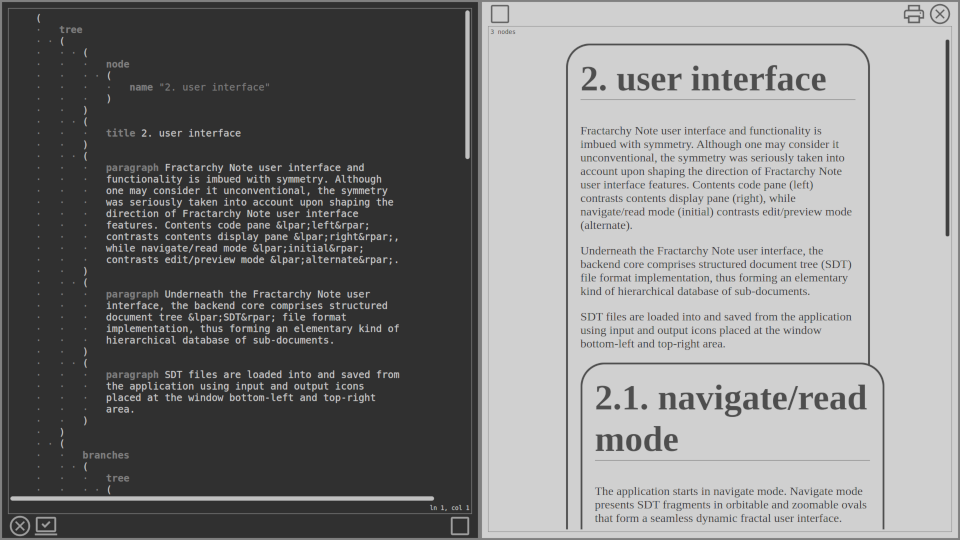 (
tree
(
(
node
(
name "2. user interface"
)
)
(
title 2. user interface
)
(
paragraph Fractarchy Note user interface and
functionality is imbued with symmetry. Although
one may consider it unconventional, the symmetry
was seriously taken into account upon shaping the
direction of Fractarchy Note user interface
features. Contents code pane &lpar;left&rpar;
contrasts contents display pane &lpar;right&rpar;,
while navigate/read mode &lpar;initial&rpar;
contrasts edit/preview mode &lpar;alternate&rpar;.
)
(
paragraph Underneath the Fractarchy Note user
interface, the backend core comprises structured
document tree &lpar;SDT&rpar; file format
implementation, thus forming an elementary kind of
hierarchical database of sub-documents.
)
(
paragraph SDT files are loaded into and saved from
the application using input and output icons
placed at the window bottom-left and top-right
area.
)
)
(
branches
(
tree
(
ln 1, col 1
3 nodes
2. user interface
Fractarchy Note user interface and functionality is
imbued with symmetry. Although one may consider it
unconventional, the symmetry was seriously taken into
account upon shaping the direction of Fractarchy Note
user interface features. Contents code pane (left)
contrasts contents display pane (right), while
navigate/read mode (initial) contrasts edit/preview mode
(alternate).
Underneath the Fractarchy Note user interface, the
backend core comprises structured document tree (SDT)
file format implementation, thus forming an elementary
kind of hierarchical database of sub-documents.
SDT files are loaded into and saved from the application
using input and output icons placed at the window
bottom-left and top-right area.
2.1. navigate/read
mode
The application starts in navigate mode. Navigate mode
presents SDT fragments in orbitable and zoomable ovals
that form a seamless dynamic fractal user interface.